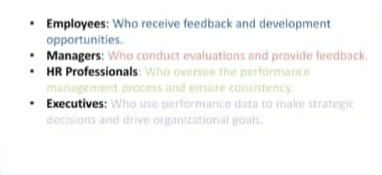 • Employees: Who receive feedback and development
opportunities.
• Managers: Who conduct evaluations and provide feedback.
• HR Professionals: Who oversee the performance
management process and ensure consistency.
• Executives: Who use performance data to make strategic
decisions and drive organizational goals.